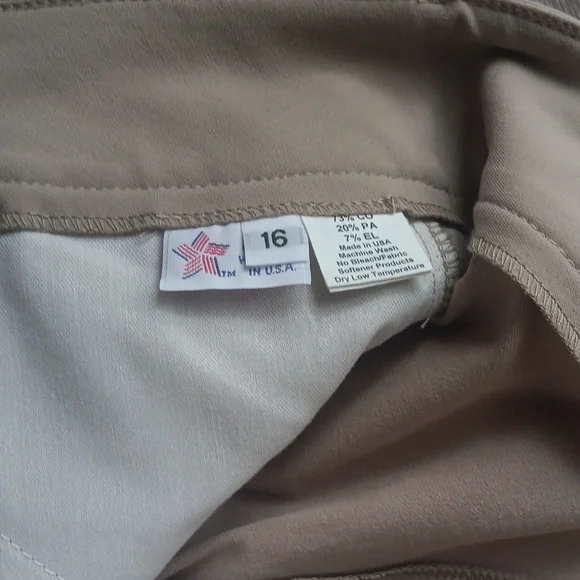 16
TM
IN U.S.A.
73% CO
20% PA
7% EL
Made in USA
Machine Wash
No Bleach/Fabric
Softener Products
Dry Low Temperature